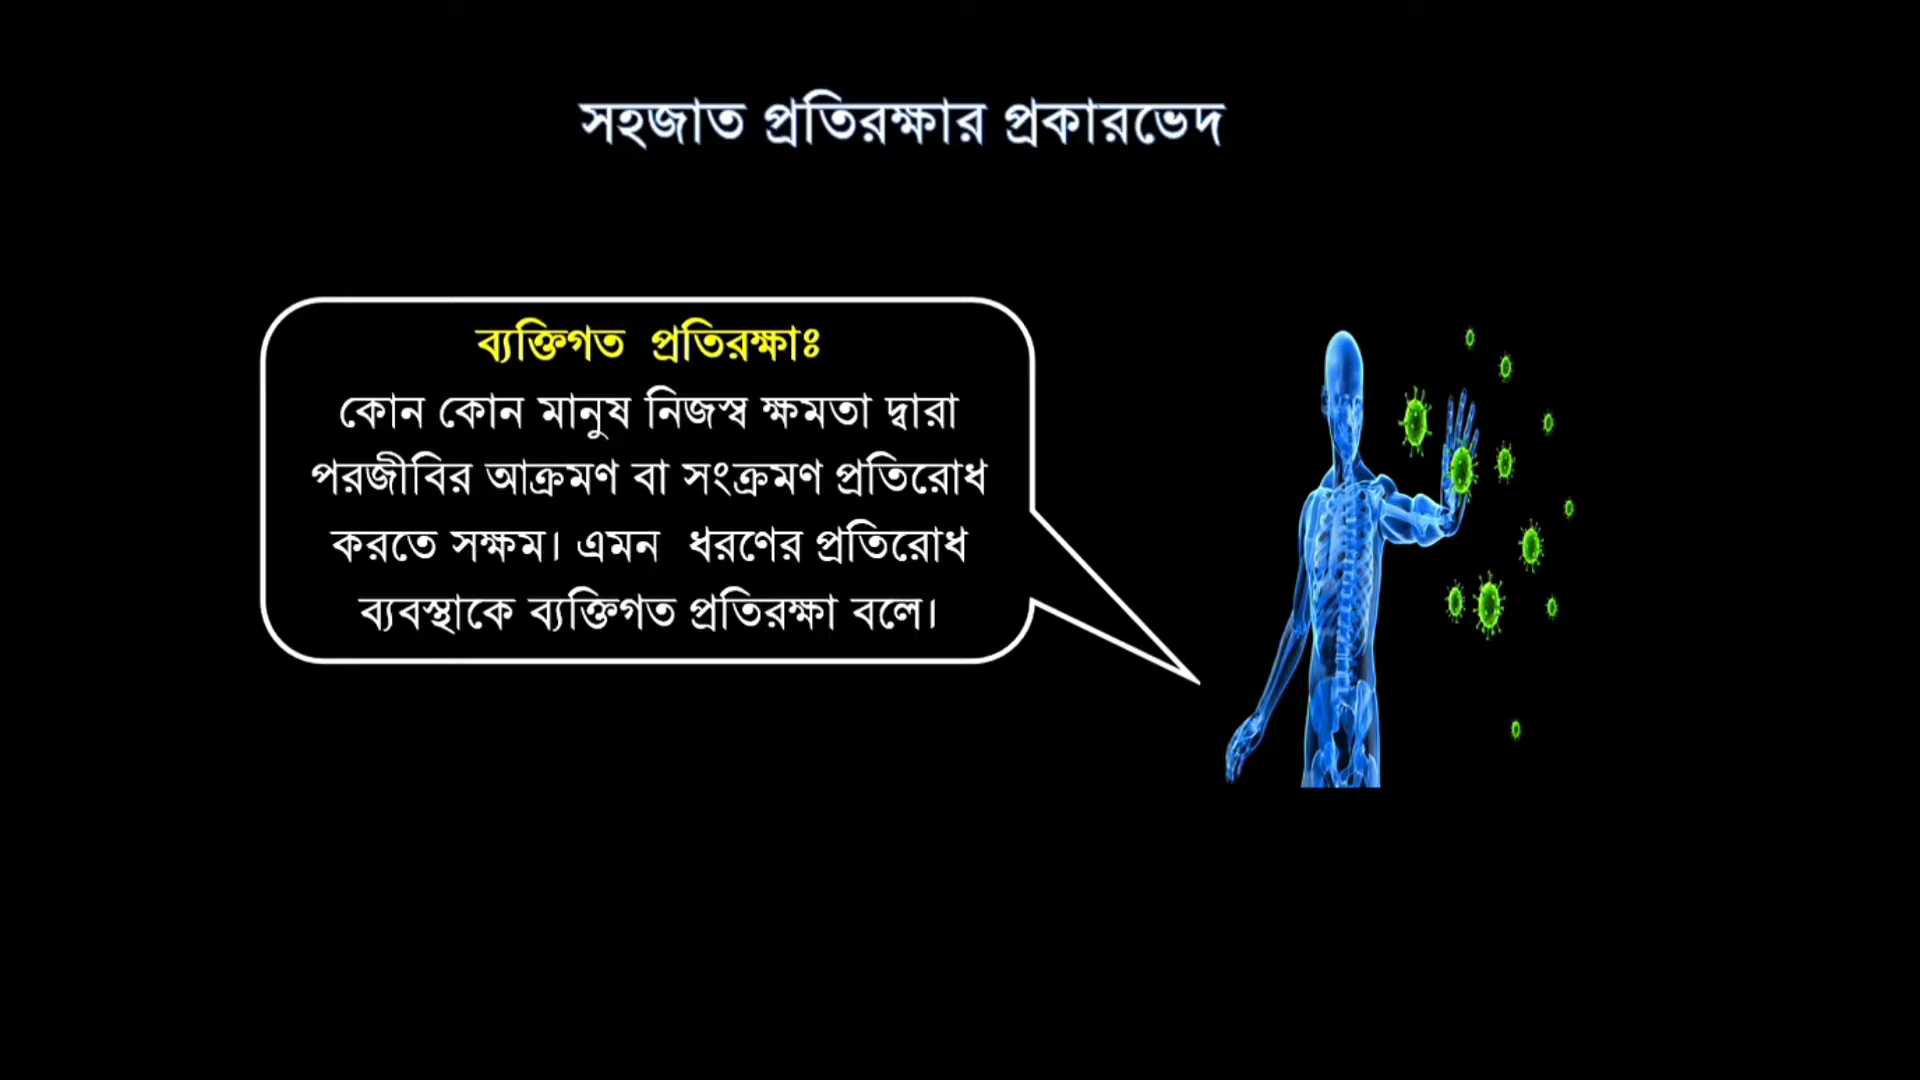 সহজাত প্রতিরক্ষার প্রকারভেদ
ব্যক্তিগত প্রতিরক্ষাঃ
কোন কোন মানুষ নিজস্ব ক্ষমতা দ্বারা
পরজীবির আক্রমণ বা সংক্রমণ প্রতিরোধ
করতে সক্ষম। এমন ধরণের প্রতিরোধ
ব্যবস্থাকে ব্যক্তিগত প্রতিরক্ষা বলে।